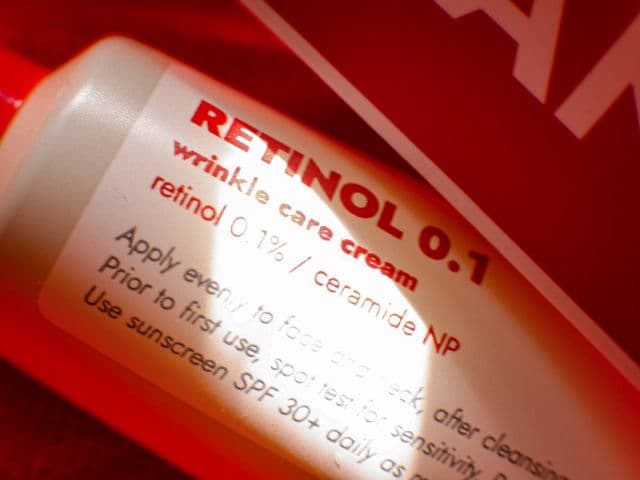 RETINOL 0.1
wrinkle care cream
retinol 0.1% / ceramide NP
Apply evenly to face and neck, after cleansing
Prior to first use, spot test for sensitivity.
Use sunscreen SPF 30+ daily as